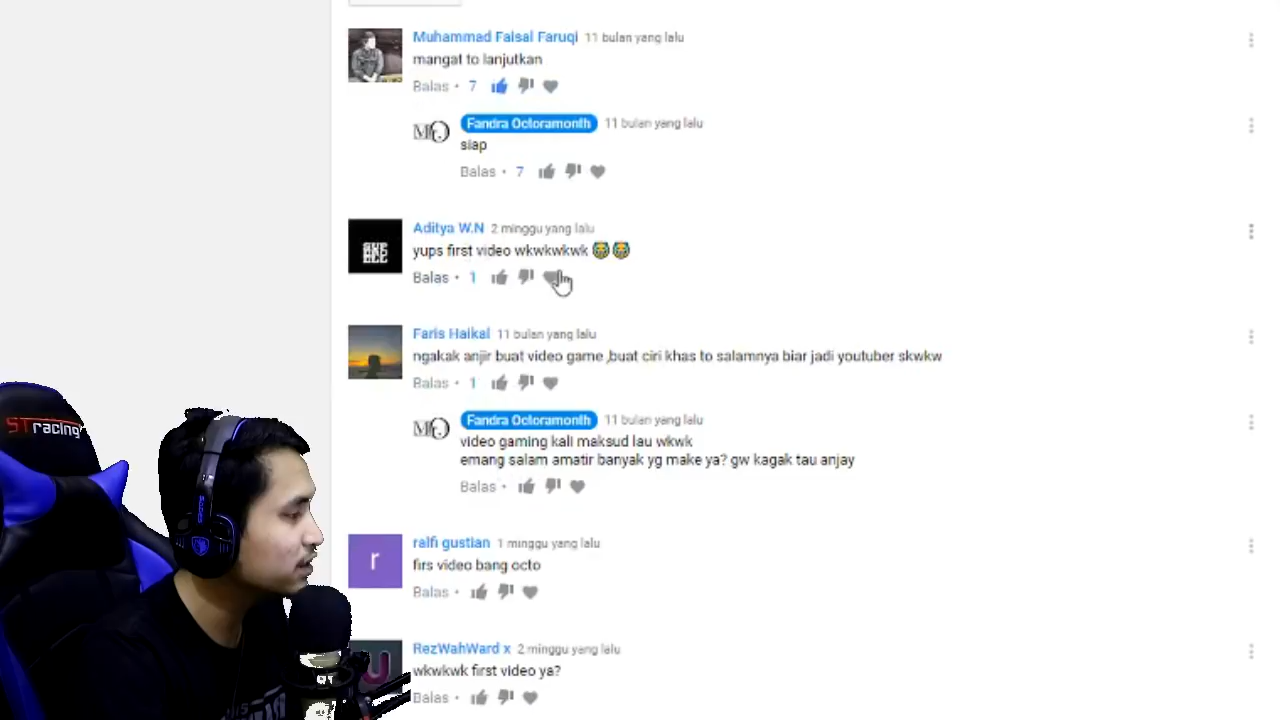 Muhammad Faisal Faruqi 11 bulan yang lalu
mangat to lanjutkan
Balas • 7
Fandra Octoramonth 11 bulan yang lalu
siap
Balas • 7
Aditya W.N 2 minggu yang lalu
yups first video wkwkwkwk 😹😹
Balas • 1
Faris Haikal 11 bulan yang lalu
ngakak anjir buat video game ,buat ciri khas to salamnya biar jadi youtuber skwkw
Balas • 1
Fandra Octoramonth 11 bulan yang lalu
video gaming kali maksud lau wkwk
emang salam amatir banyak yg make ya? gw kagak tau anjay
Balas •
ralfi gustian 1 minggu yang lalu
r
firs video bang octo
Balas •
RezWahWard x 2 minggu yang lalu
wkwkwk first video ya?
Balas •
STracing